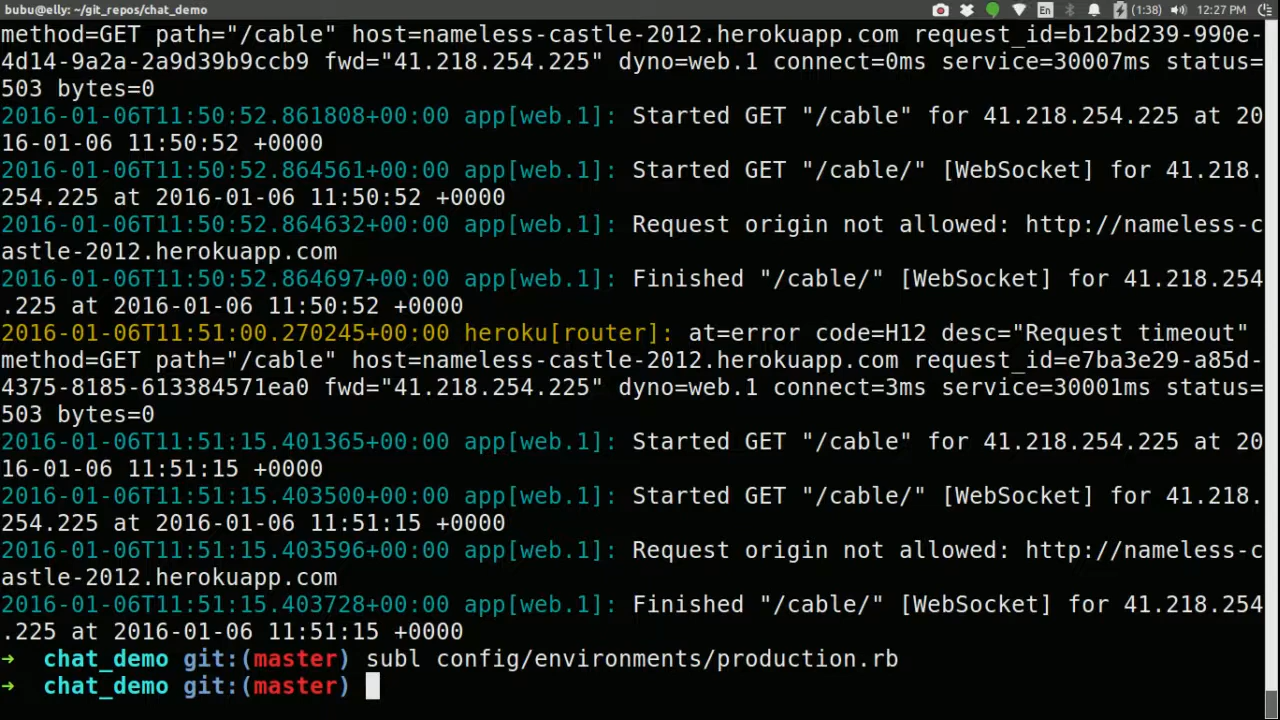 bubu@elly: ~/git_repos/chat_demo En (1:38) 12:27 PM
method=GET path="/cable" host=nameless-castle-2012.herokuapp.com request_id=b12bd239-990e-
4d14-9a2a-2a9d39b9ccb9 fwd="41.218.254.225" dyno=web.1 connect=0ms service=30007ms status=
503 bytes=0
2016-01-06T11:50:52.861808+00:00 app[web.1]: Started GET "/cable" for 41.218.254.225 at 20
16-01-06 11:50:52 +0000
2016-01-06T11:50:52.864561+00:00 app[web.1]: Started GET "/cable/" [WebSocket] for 41.218.
254.225 at 2016-01-06 11:50:52 +0000
2016-01-06T11:50:52.864632+00:00 app[web.1]: Request origin not allowed: http://nameless-c
astle-2012.herokuapp.com
2016-01-06T11:50:52.864697+00:00 app[web.1]: Finished "/cable/" [WebSocket] for 41.218.254
.225 at 2016-01-06 11:50:52 +0000
2016-01-06T11:51:00.270245+00:00 heroku[router]: at=error code=H12 desc="Request timeout"
method=GET path="/cable" host=nameless-castle-2012.herokuapp.com request_id=e7ba3e29-a85d-
4375-8185-613384571ea0 fwd="41.218.254.225" dyno=web.1 connect=3ms service=30001ms status=
503 bytes=0
2016-01-06T11:51:15.401365+00:00 app[web.1]: Started GET "/cable" for 41.218.254.225 at 20
16-01-06 11:51:15 +0000
2016-01-06T11:51:15.403500+00:00 app[web.1]: Started GET "/cable/" [WebSocket] for 41.218.
254.225 at 2016-01-06 11:51:15 +0000
2016-01-06T11:51:15.403596+00:00 app[web.1]: Request origin not allowed: http://nameless-c
astle-2012.herokuapp.com
2016-01-06T11:51:15.403728+00:00 app[web.1]: Finished "/cable/" [WebSocket] for 41.218.254
.225 at 2016-01-06 11:51:15 +0000
➜ chat_demo git:(master) subl config/environments/production.rb
➜ chat_demo git:(master)